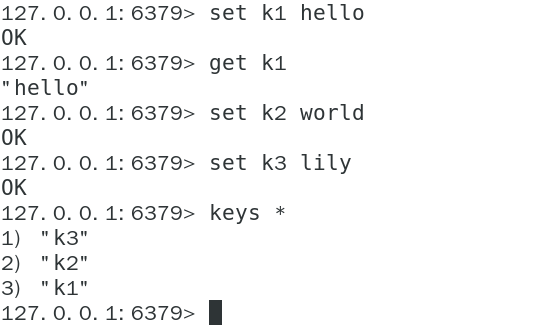 127.0.0.1:6379> set k1 hello
OK
127.0.0.1:6379> get k1
"hello"
127.0.0.1:6379> set k2 world
OK
127.0.0.1:6379> set k3 lily
OK
127.0.0.1:6379> keys *
1) "k3"
2) "k2"
3) "k1"
127.0.0.1:6379>